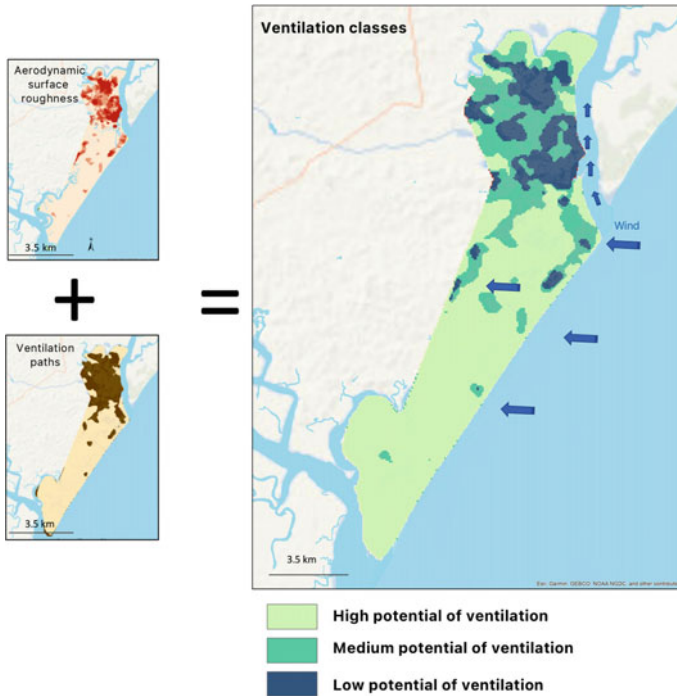 Ventilation classes
Aerodynamic
surface
roughness
3.5 km
+
=
Ventilation
paths
3.5 km
Wind
3.5 km
Esri, Garmin, GEBCO, NOAA NGDC, and other contributors
High potential of ventilation
Medium potential of ventilation
Low potential of ventilation